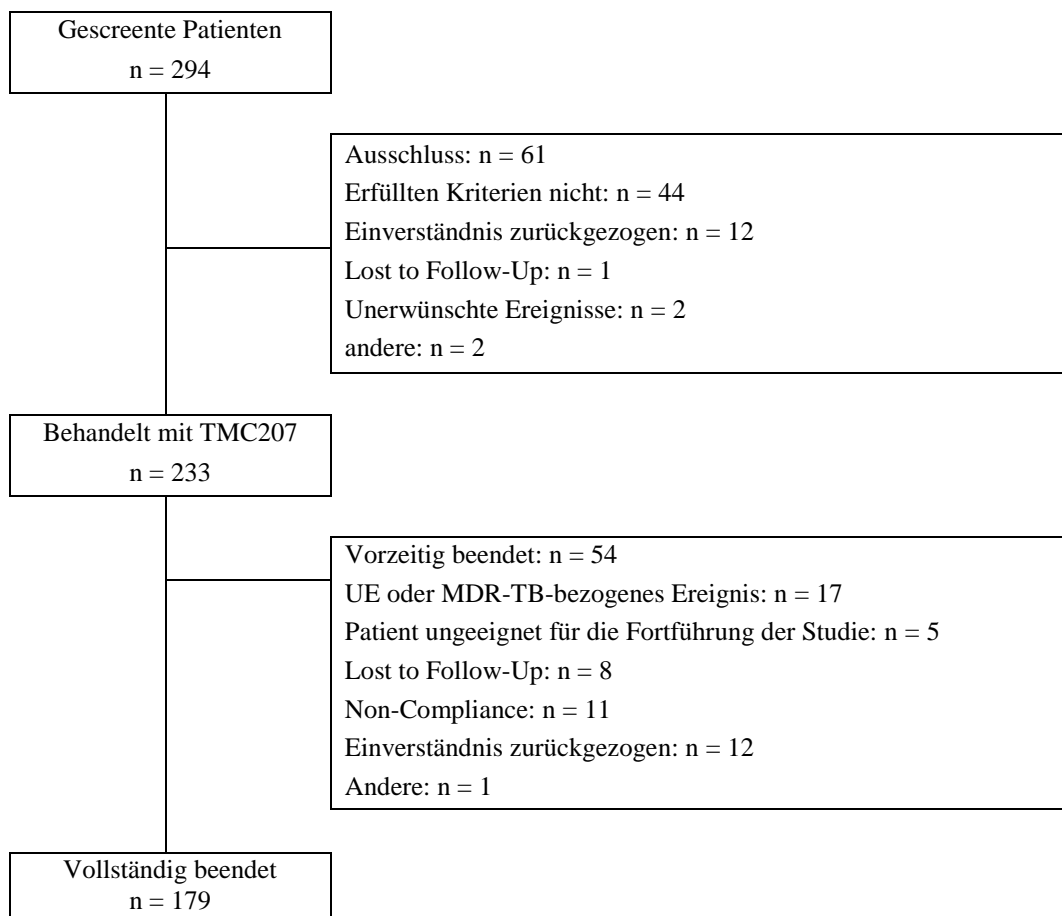 Gescreente Patienten
n = 294
Ausschluss: n = 61
Erfüllten Kriterien nicht: n = 44
Einverständnis zurückgezogen: n = 12
Lost to Follow-Up: n = 1
Unerwünschte Ereignisse: n = 2
andere: n = 2
Behandelt mit TMC207
n = 233
Vorzeitig beendet: n = 54
UE oder MDR-TB-bezogenes Ereignis: n = 17
Patient ungeeignet für die Fortführung der Studie: n = 5
Lost to Follow-Up: n = 8
Non-Compliance: n = 11
Einverständnis zurückgezogen: n = 12
Andere: n = 1
Vollständig beendet
n = 179